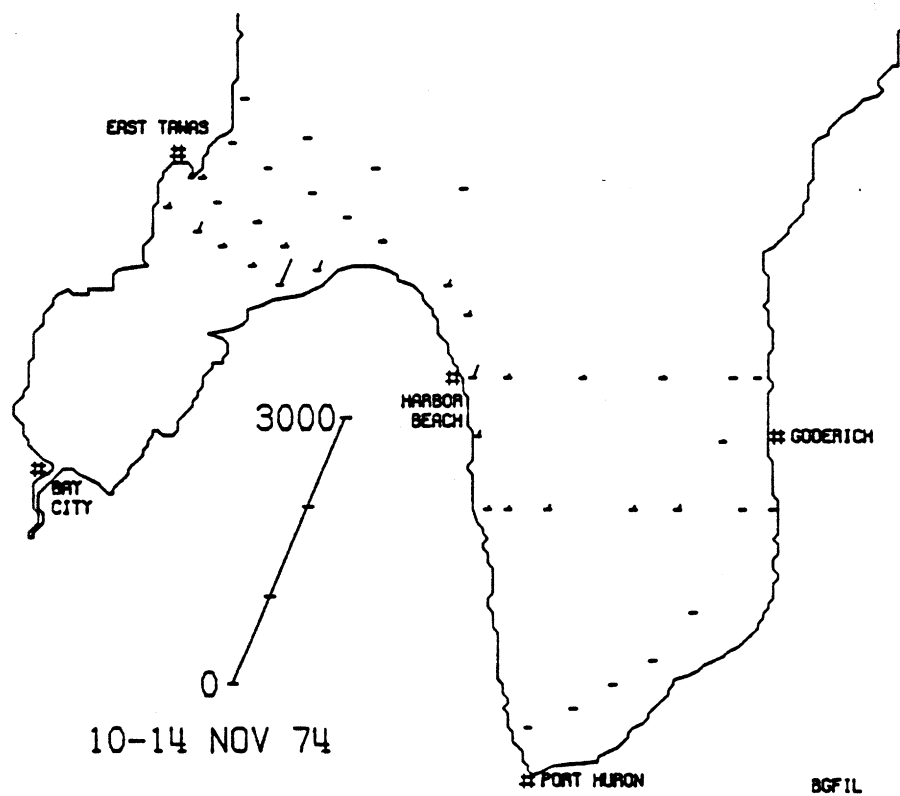 EAST TAWAS
HARBOR
BEACH
3000
GODERICH
BAY
CITY
0
10-14 NOV 74
PORT HURON
BGFIL